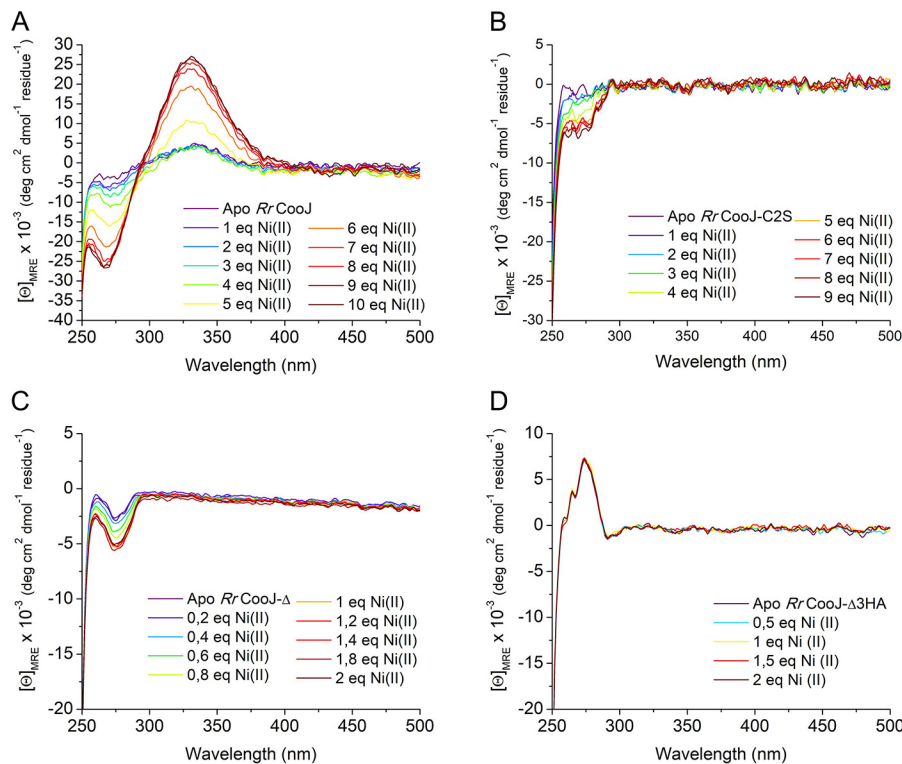 A
[Θ]MRE x 10⁻³ (deg cm² dmol⁻¹ residue⁻¹)
30
25
20
15
10
5
0
-5
-10
-15
-20
-25
-30
-35
-40
Apo Rr CooJ
1 eq Ni(II)
2 eq Ni(II)
3 eq Ni(II)
4 eq Ni(II)
5 eq Ni(II)
6 eq Ni(II)
7 eq Ni(II)
8 eq Ni(II)
9 eq Ni(II)
10 eq Ni(II)
250 300 350 400 450 500
Wavelength (nm)
B
[Θ]MRE x 10⁻³ (deg cm² dmol⁻¹ residue⁻¹)
5
0
-5
-10
-15
-20
-25
-30
Apo Rr CooJ-C2S
1 eq Ni(II)
2 eq Ni(II)
3 eq Ni(II)
4 eq Ni(II)
5 eq Ni(II)
6 eq Ni(II)
7 eq Ni(II)
8 eq Ni(II)
9 eq Ni(II)
250 300 350 400 450 500
Wavelength (nm)
C
[Θ]MRE x 10⁻³ (deg cm² dmol⁻¹ residue⁻¹)
5
0
-5
-10
-15
-20
Apo Rr CooJ-Δ
0,2 eq Ni(II)
0,4 eq Ni(II)
0,6 eq Ni(II)
0,8 eq Ni(II)
1 eq Ni(II)
1,2 eq Ni(II)
1,4 eq Ni(II)
1,8 eq Ni(II)
2 eq Ni(II)
250 300 350 400 450 500
Wavelength (nm)
D
[Θ]MRE x 10⁻³ (deg cm² dmol⁻¹ residue⁻¹)
10
5
0
-5
-10
-15
-20
Apo Rr CooJ-Δ3HA
0,5 eq Ni (II)
1 eq Ni (II)
1,5 eq Ni (II)
2 eq Ni (II)
250 300 350 400 450 500
Wavelength (nm)